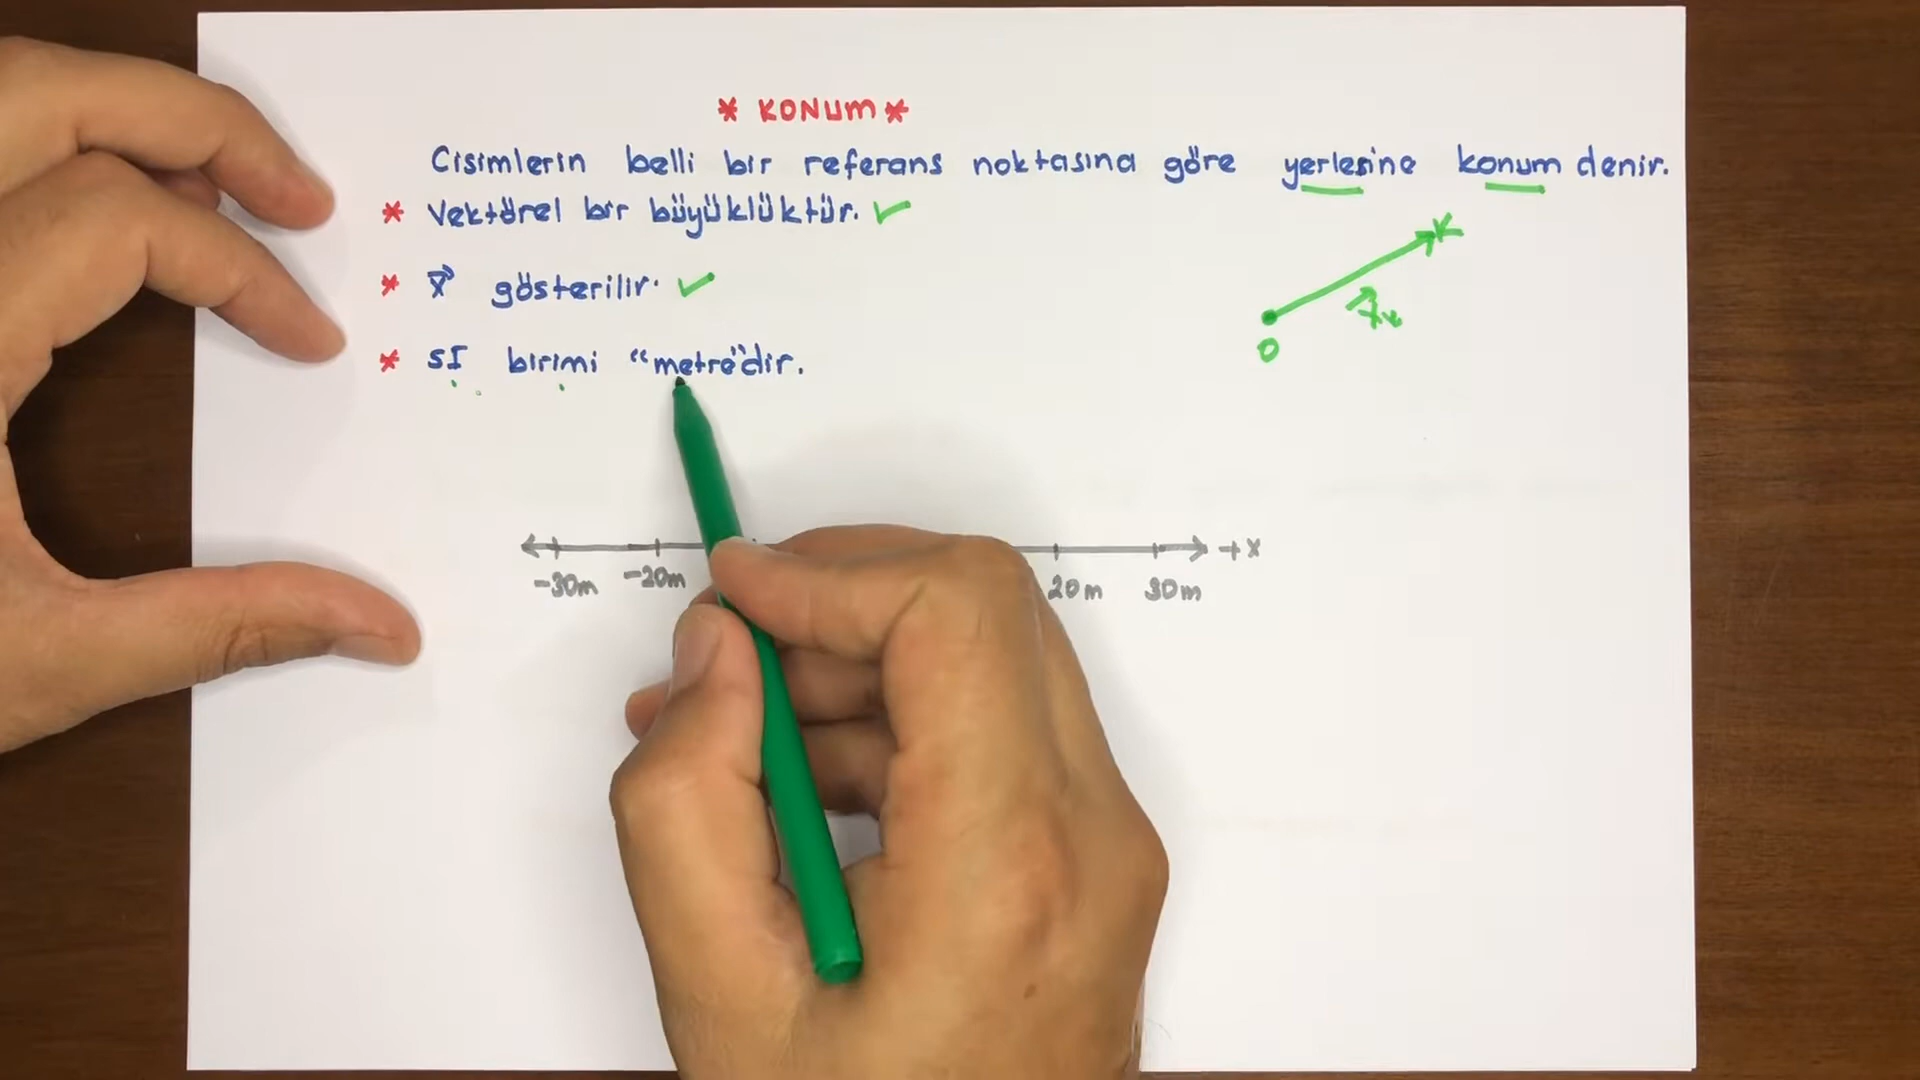 * KONUM *
Cisimlerin belli bir referans noktasına göre yerlerine konum denir.
* Vektörel bir büyüklüktür. ✓
* x⃗ gösterilir. ✓
* SI birimi "metre"dir.
K
x⃗ₖ
O
+x
-30m -20m 20m 30m